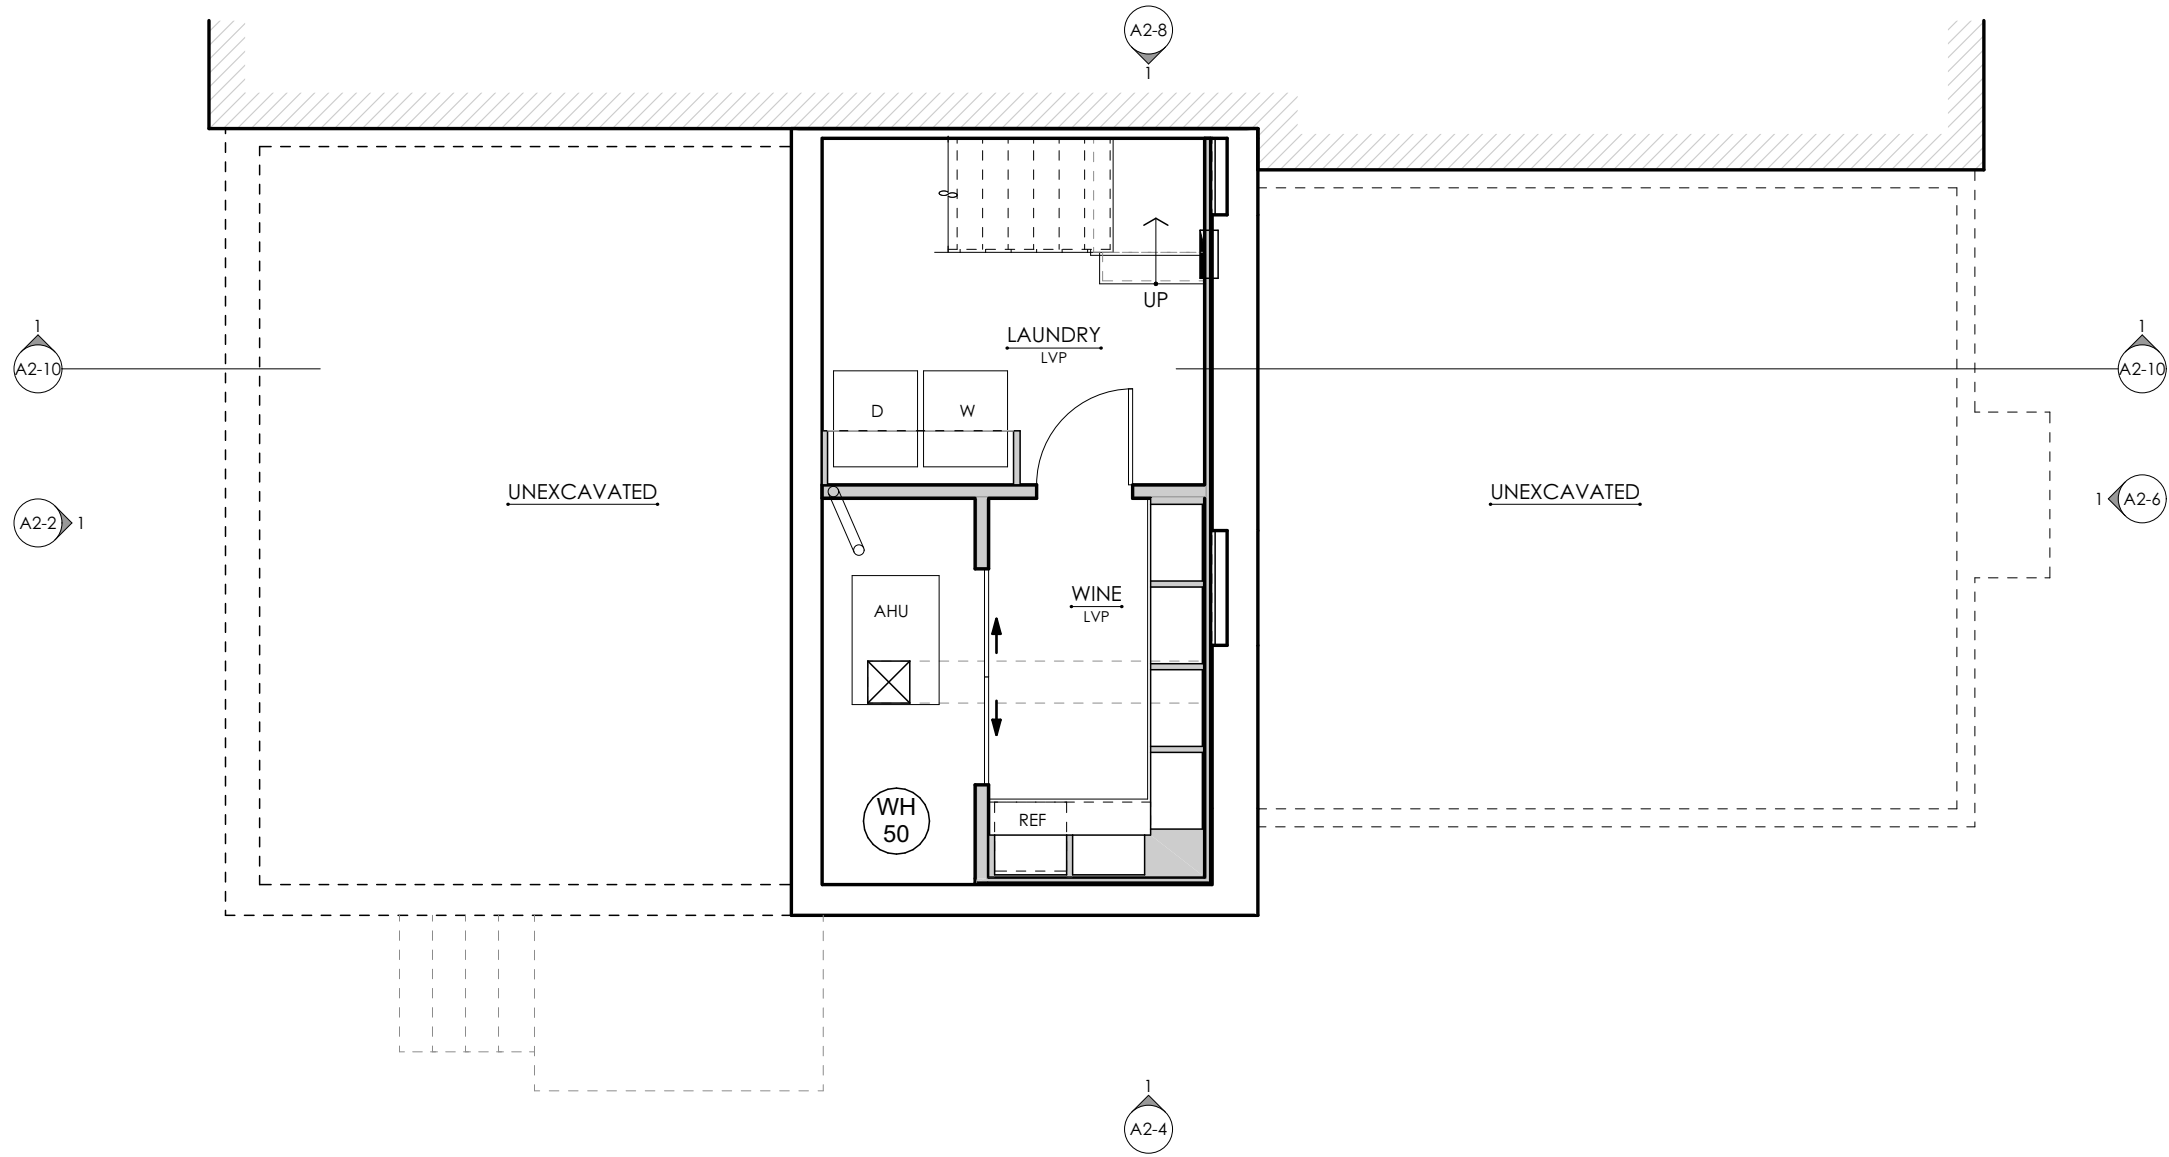 A2-8
1
UP
1
A2-10
LAUNDRY
LVP
1
A2-10
D
W
UNEXCAVATED
UNEXCAVATED
A2-2
1
1
A2-6
WINE
LVP
AHU
WH
50
REF
1
A2-4